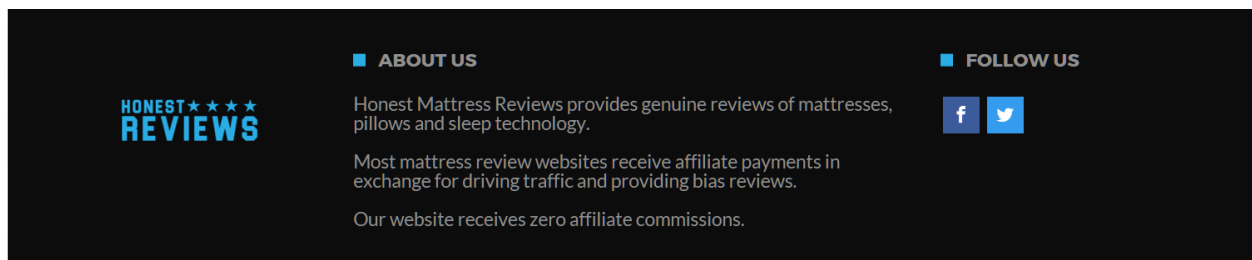 HONEST★★★★
REVIEWS
ABOUT US
Honest Mattress Reviews provides genuine reviews of mattresses,
pillows and sleep technology.
Most mattress review websites receive affiliate payments in
exchange for driving traffic and providing bias reviews.
Our website receives zero affiliate commissions.
FOLLOW US
f